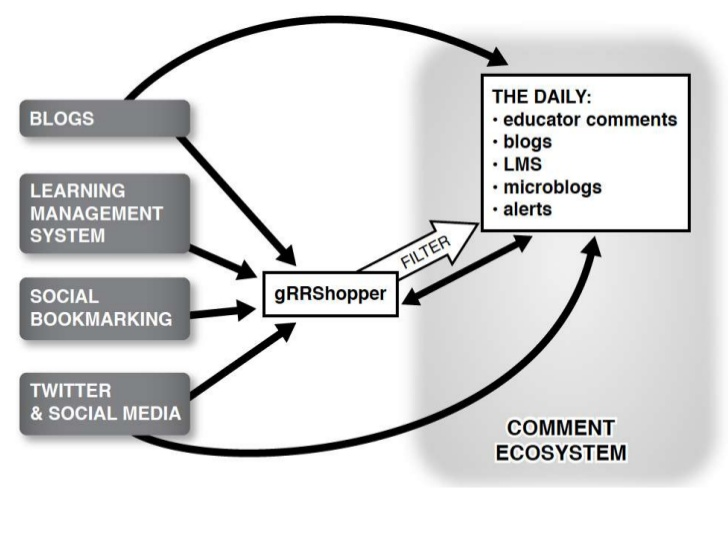 BLOGS
LEARNING
MANAGEMENT
SYSTEM
SOCIAL
BOOKMARKING
TWITTER
& SOCIAL MEDIA
gRRShopper
FILTER
THE DAILY:
· educator comments
· blogs
· LMS
· microblogs
· alerts
COMMENT
ECOSYSTEM